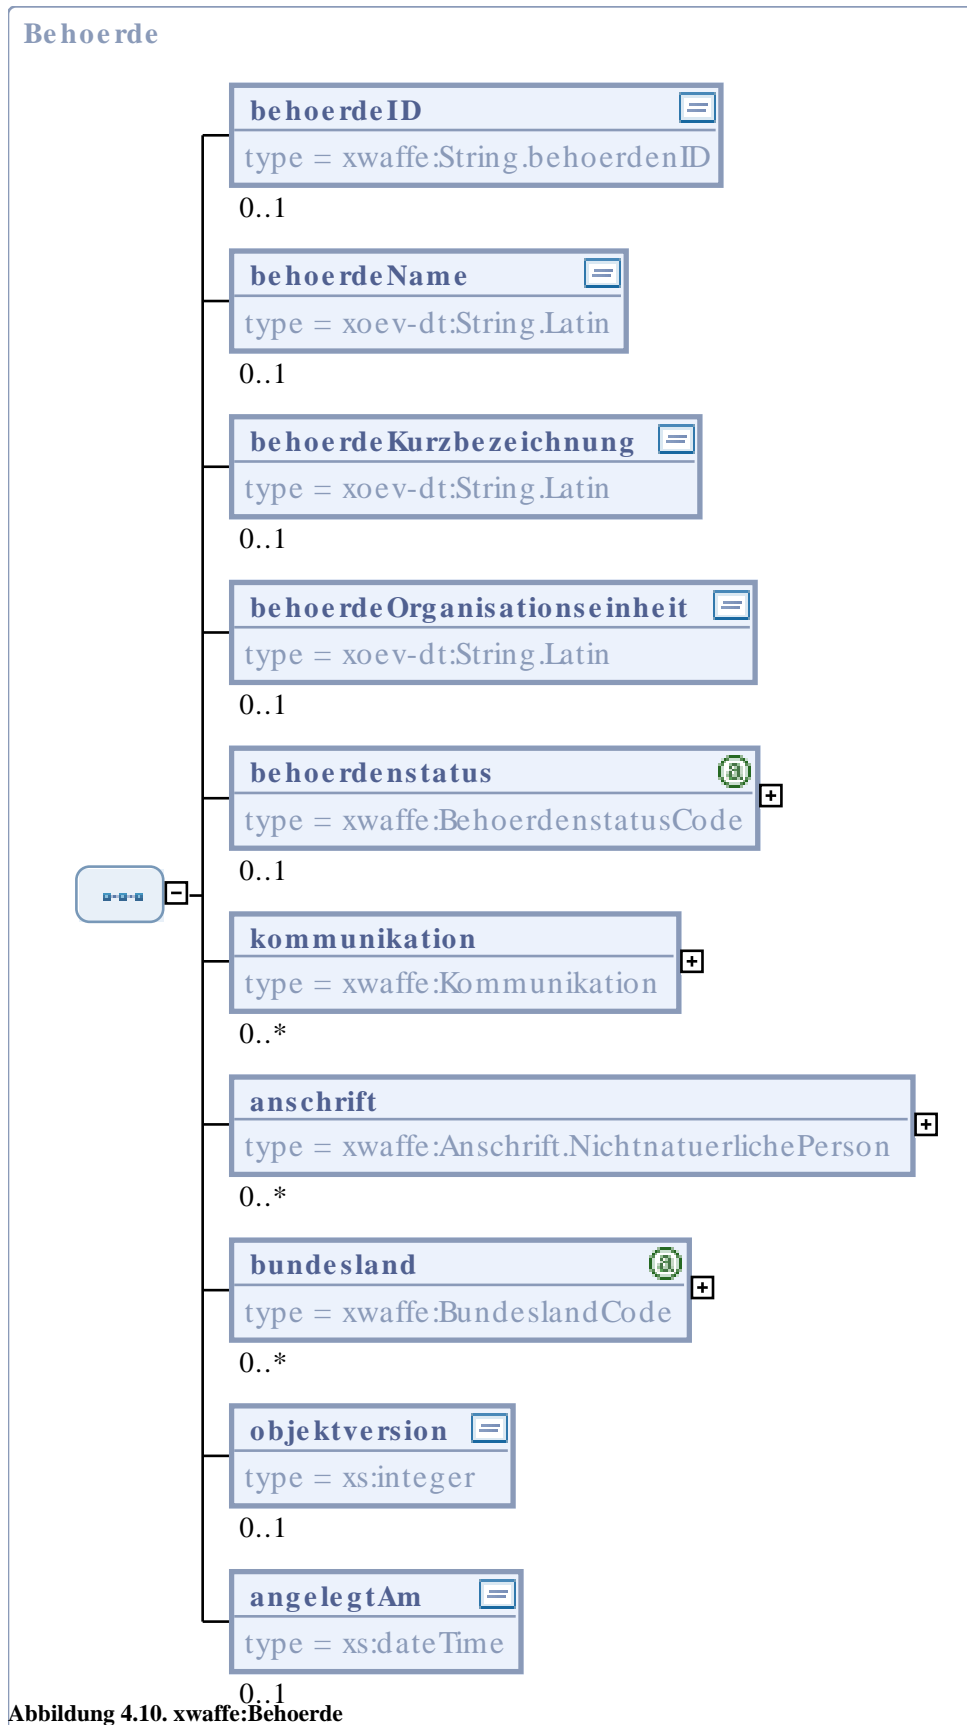 Behoerde
behoerdeID
type = xwaffe:String.behoerdenID
0..1
behoerdeName
type = xoev-dt:String.Latin
0..1
behoerdeKurzbezeichnung
type = xoev-dt:String.Latin
0..1
behoerdeOrganisationseinheit
type = xoev-dt:String.Latin
0..1
behoerdenstatus
type = xwaffe:BehoerdenstatusCode
0..1
kommunikation
type = xwaffe:Kommunikation
0..*
anschrift
type = xwaffe:Anschrift.NichtnatuerlichePerson
0..*
bundesland
type = xwaffe:BundeslandCode
0..*
objektversion
type = xs:integer
0..1
angelegtAm
type = xs:dateTime
0..1
Abbildung 4.10. xwaffe:Behoerde